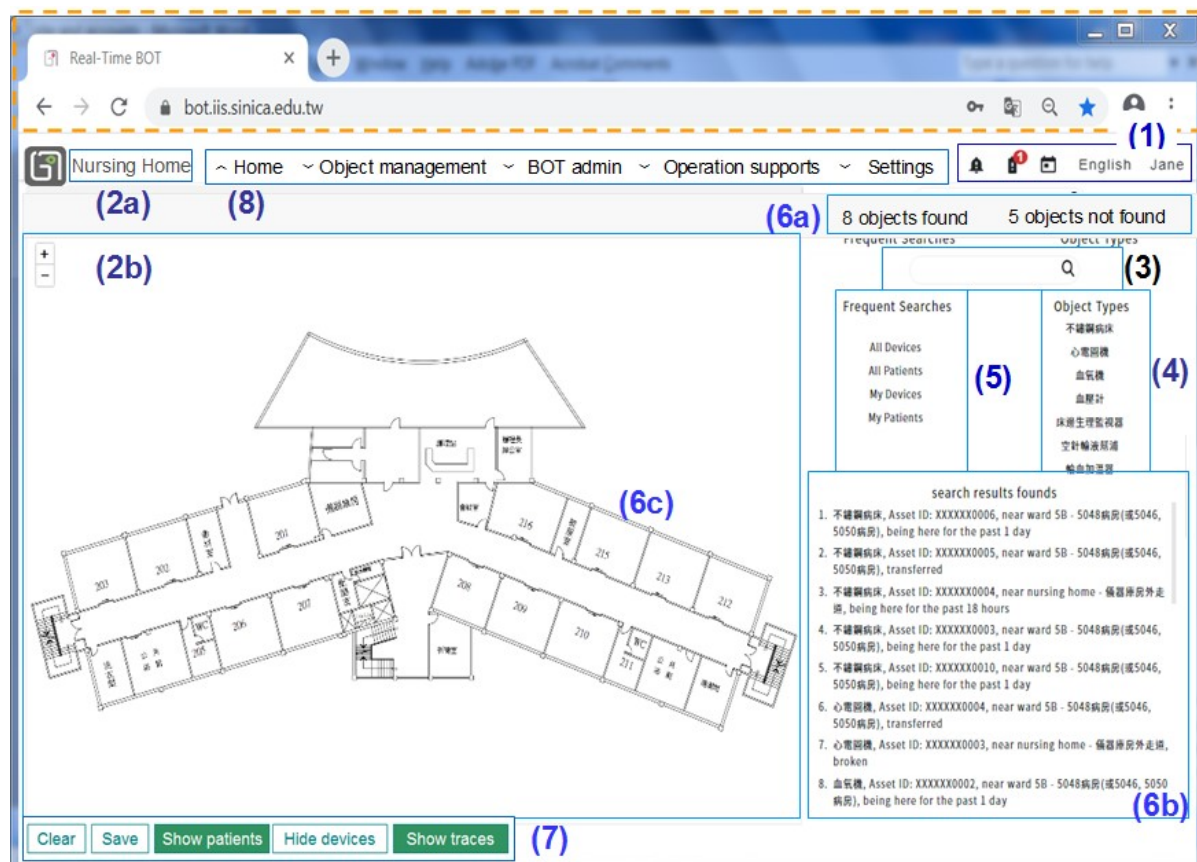 Real-Time BOT
bot.iis.sinica.edu.tw
(1)
Nursing Home
Home
Object management
BOT admin
Operation supports
Settings
1
English
Jane
(2a)
(8)
(6a)
8 objects found
5 objects not found
Frequent Searches
Object Types
+
−
(2b)
(3)
Frequent Searches
All Devices
All Patients
My Devices
My Patients
(5)
Object Types
不鏽鋼病床
心電圖機
血氧機
血壓計
床邊生理監視器
空針輸液幫浦
輸血加溫器
(4)
(6c)
216
215
213
212
201
202
203
208
209
210
WC
211
207
206
WC
205
search results founds
1. 不鏽鋼病床, Asset ID: XXXXXX0006, near ward 5B - 5048病房(或5046,
5050病房), being here for the past 1 day
2. 不鏽鋼病床, Asset ID: XXXXXX0005, near ward 5B - 5048病房(或5046,
5050病房), transferred
3. 不鏽鋼病床, Asset ID: XXXXXX0004, near nursing home - 儀器庫房外走
道, being here for the past 18 hours
4. 不鏽鋼病床, Asset ID: XXXXXX0003, near ward 5B - 5048病房(或5046,
5050病房), being here for the past 1 day
5. 不鏽鋼病床, Asset ID: XXXXXX0010, near ward 5B - 5048病房(或5046,
5050病房), being here for the past 1 day
6. 心電圖機, Asset ID: XXXXXX0004, near ward 5B - 5048病房(或5046,
5050病房), transferred
7. 心電圖機, Asset ID: XXXXXX0003, near nursing home - 儀器庫房外走道,
broken
8. 血氧機, Asset ID: XXXXXX0002, near ward 5B - 5048病房(或5046, 5050
病房), being here for the past 1 day
(6b)
Clear
Save
Show patients
Hide devices
Show traces
(7)